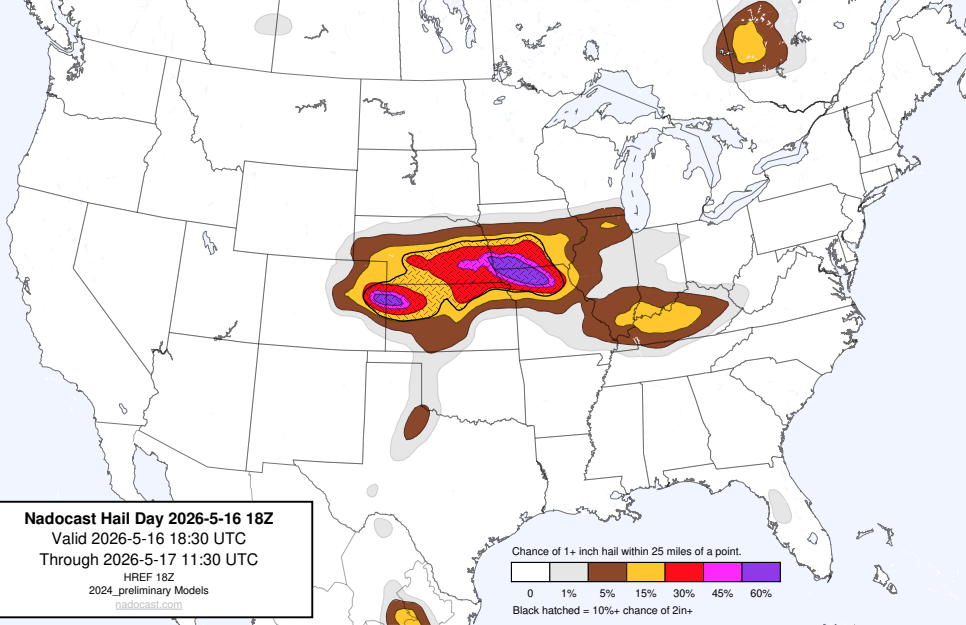 Nadocast Hail Day 2026-5-16 18Z
Valid 2026-5-16 18:30 UTC
Through 2026-5-17 11:30 UTC
HREF 18Z
2024_preliminary Models
nadocast.com
Chance of 1+ inch hail within 25 miles of a point.
0 1% 5% 15% 30% 45% 60%
Black hatched = 10%+ chance of 2in+